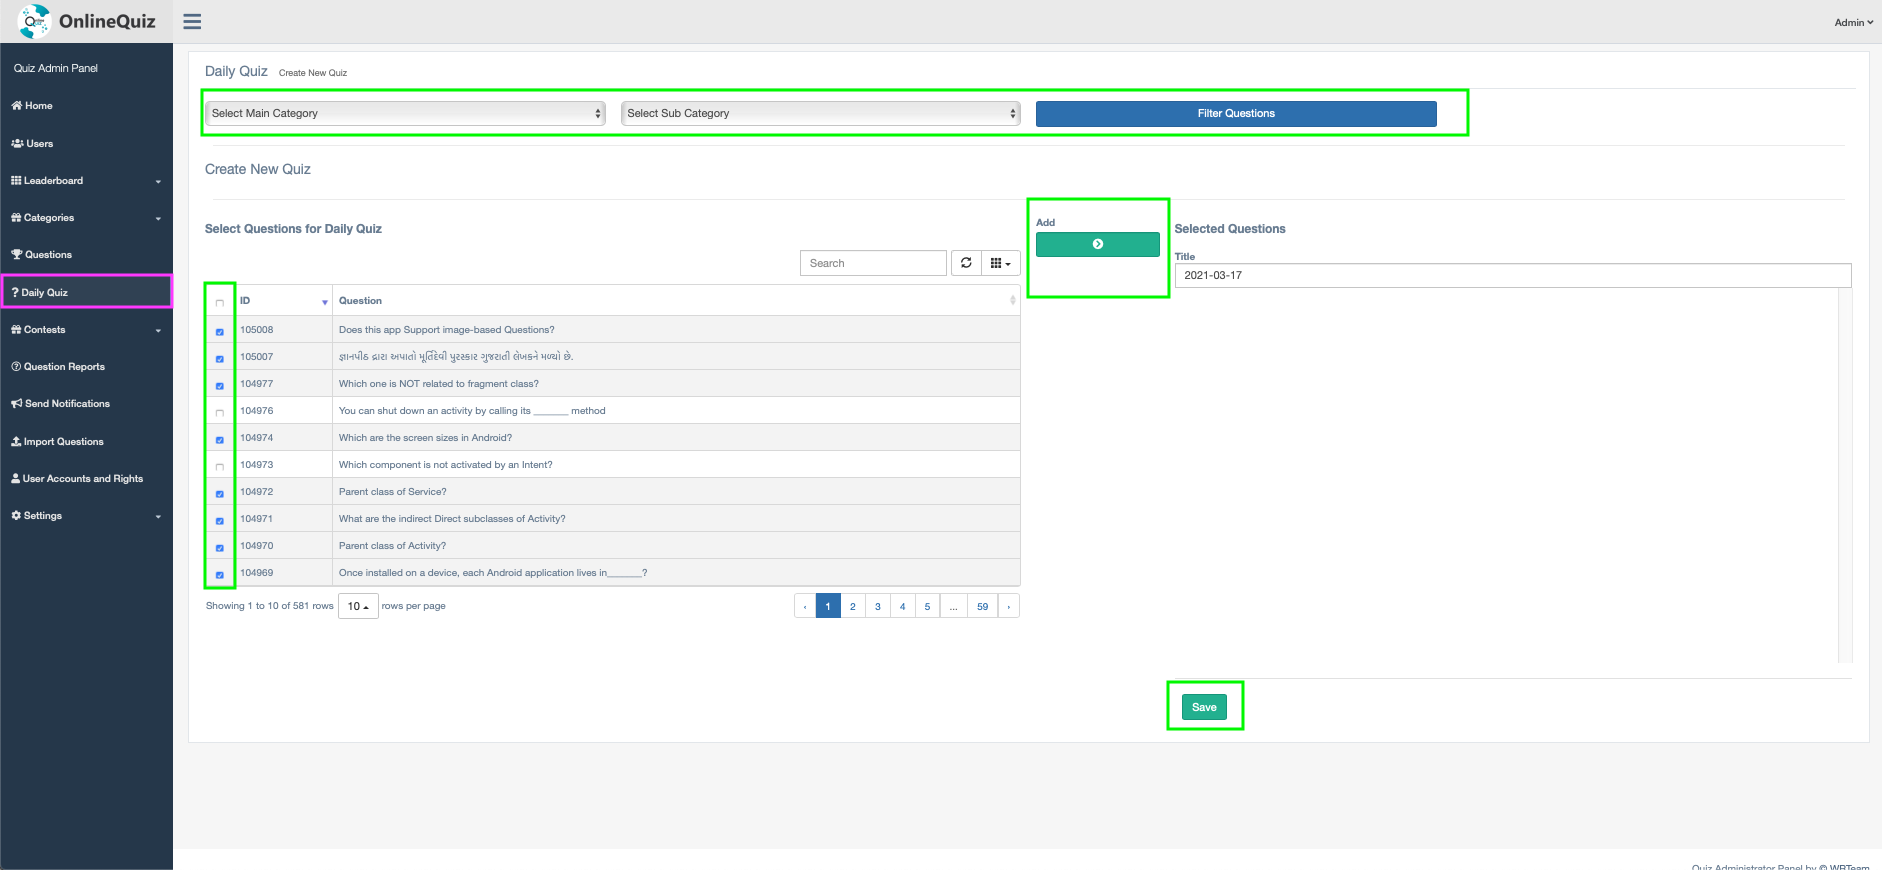 OnlineQuiz
Admin
Quiz Admin Panel
Home
Users
Leaderboard
Categories
Questions
? Daily Quiz
Contests
Question Reports
Send Notifications
Import Questions
User Accounts and Rights
Settings
Daily Quiz Create New Quiz
Select Main Category Select Sub Category Filter Questions
Create New Quiz
Select Questions for Daily Quiz
Search
ID Question
105008 Does this app Support image-based Questions?
105007 જ્ઞાનપીઠ દ્રારા અપાતો મૂર્તિદેવી પુરસ્કાર ગુજરાતી લેખકને મળ્યો છે.
104977 Which one is NOT related to fragment class?
104976 You can shut down an activity by calling its _______ method
104974 Which are the screen sizes in Android?
104973 Which component is not activated by an Intent?
104972 Parent class of Service?
104971 What are the indirect Direct subclasses of Activity?
104970 Parent class of Activity?
104969 Once installed on a device, each Android application lives in_______?
Showing 1 to 10 of 581 rows 10 rows per page
‹ 1 2 3 4 5 ... 59 ›
Add
Selected Questions
Title
2021-03-17
Save
Quiz Administrator Panel by © WRTeam